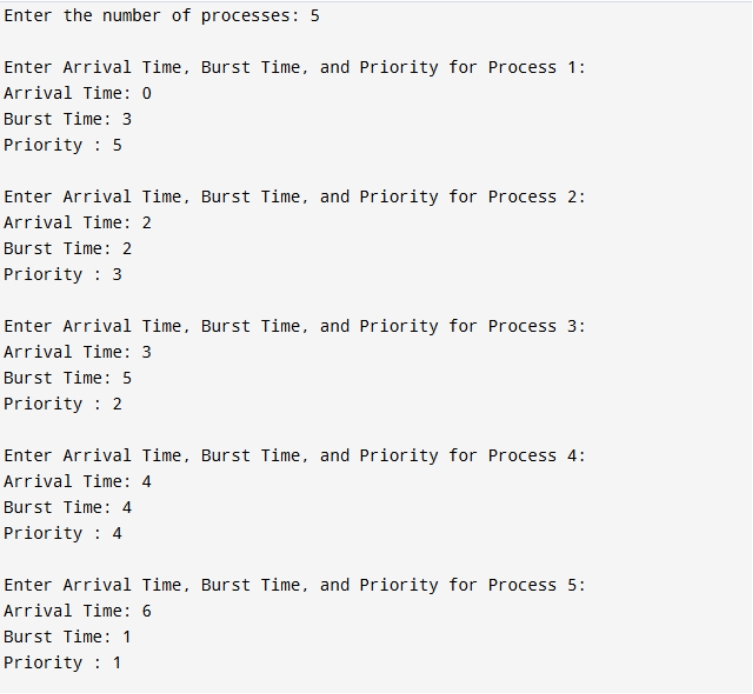 Enter the number of processes: 5
Enter Arrival Time, Burst Time, and Priority for Process 1:
Arrival Time: 0
Burst Time: 3
Priority : 5
Enter Arrival Time, Burst Time, and Priority for Process 2:
Arrival Time: 2
Burst Time: 2
Priority : 3
Enter Arrival Time, Burst Time, and Priority for Process 3:
Arrival Time: 3
Burst Time: 5
Priority : 2
Enter Arrival Time, Burst Time, and Priority for Process 4:
Arrival Time: 4
Burst Time: 4
Priority : 4
Enter Arrival Time, Burst Time, and Priority for Process 5:
Arrival Time: 6
Burst Time: 1
Priority : 1